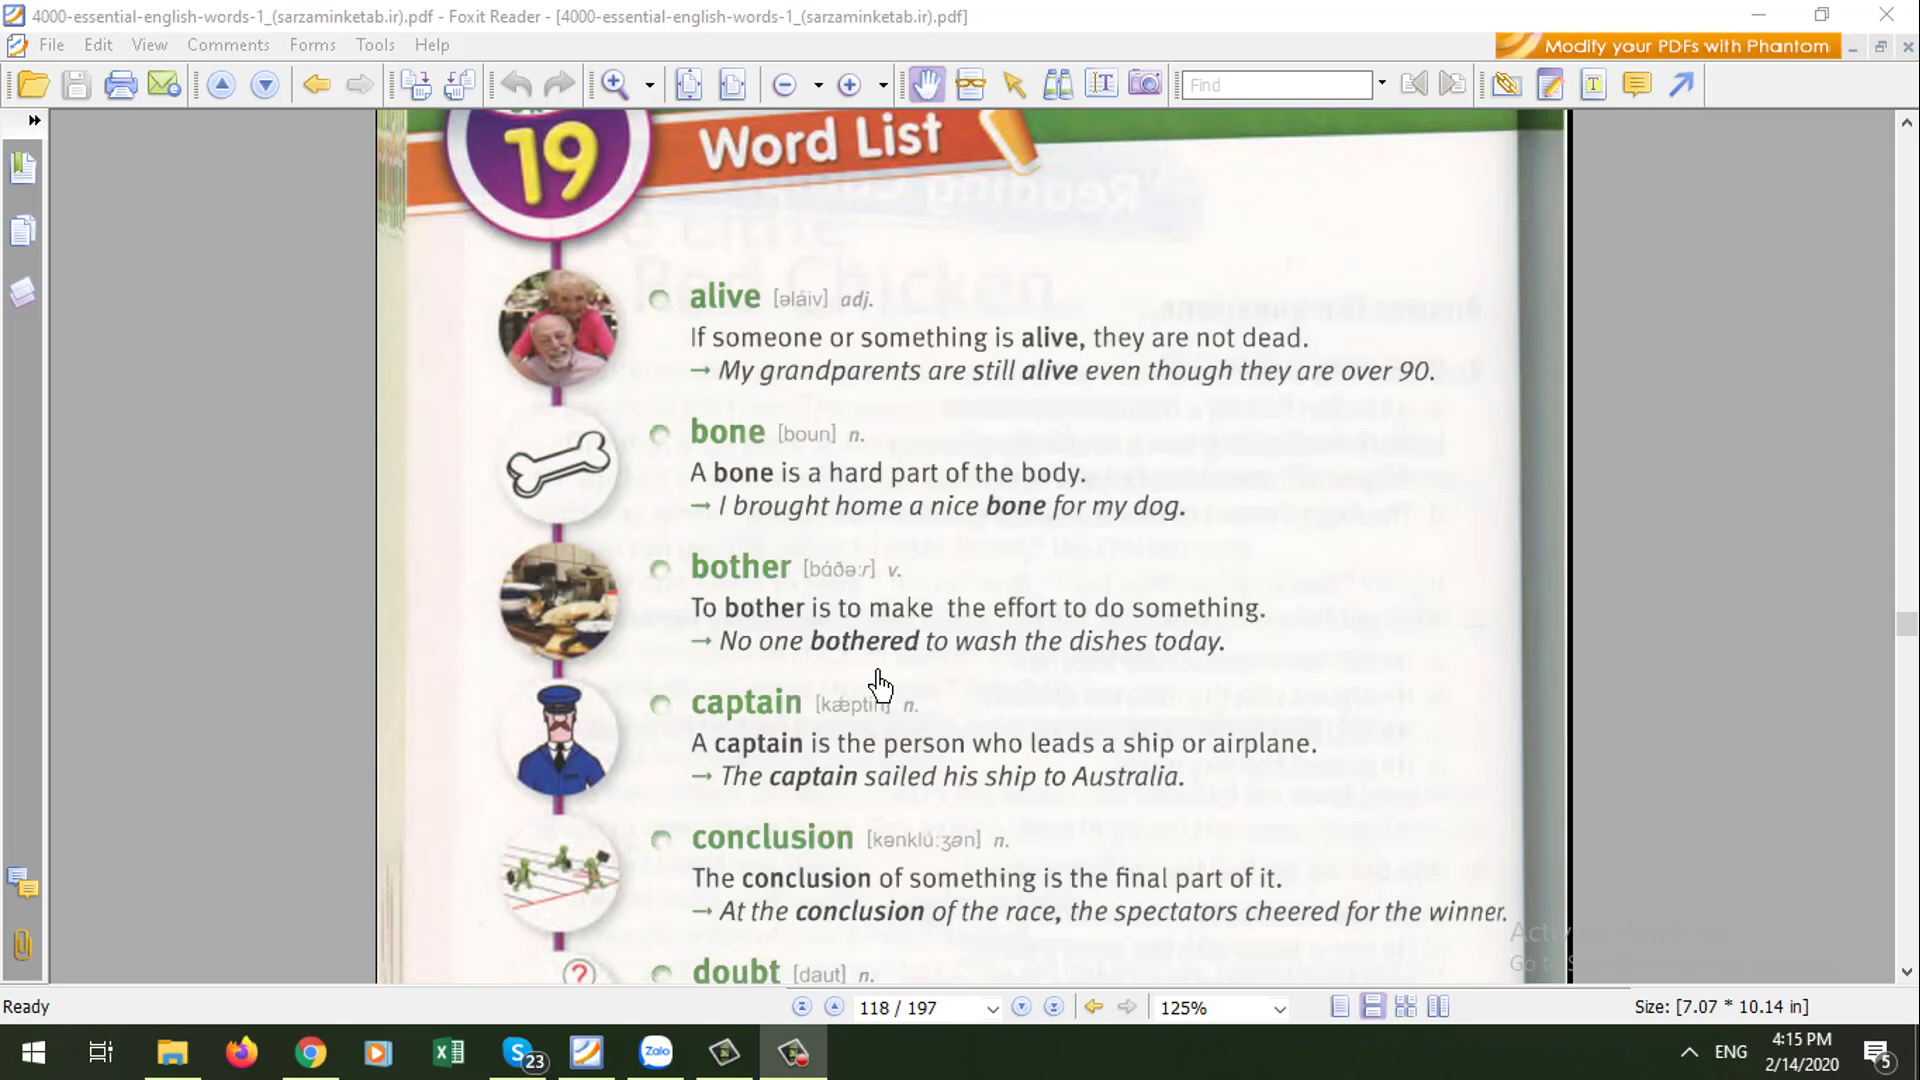 4000-essential-english-words-1_(sarzaminketab.ir).pdf - Foxit Reader - [4000-essential-english-words-1_(sarzaminketab.ir).pdf]
File Edit View Comments Forms Tools Help
Modify your PDFs with Phantom
Find
19 Word List
alive [əláiv] adj.
If someone or something is alive, they are not dead.
→ My grandparents are still alive even though they are over 90.
bone [boun] n.
A bone is a hard part of the body.
→ I brought home a nice bone for my dog.
bother [báðə:r] v.
To bother is to make the effort to do something.
→ No one bothered to wash the dishes today.
captain [kǽptin] n.
A captain is the person who leads a ship or airplane.
→ The captain sailed his ship to Australia.
conclusion [kənklú:ʒən] n.
The conclusion of something is the final part of it.
→ At the conclusion of the race, the spectators cheered for the winner.
? doubt [daut] n.
Ready
118 / 197
125%
Size: [7.07 * 10.14 in]
23
Zalo
ENG
4:15 PM
2/14/2020
5